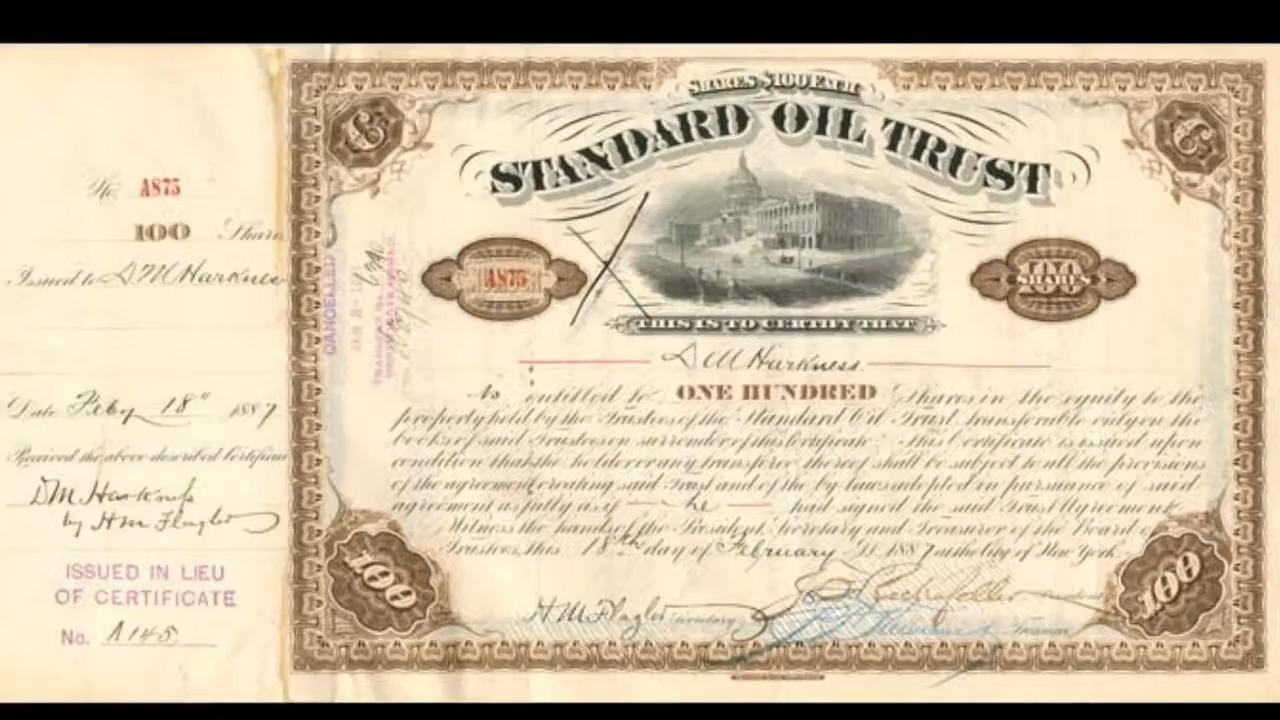 No. A875
100 Shares
Issued to D M Harkness
Date Feby 18" 1887
Received the above described Certificate
D M Harkness
by H M Flagler
ISSUED IN LIEU
OF CERTIFICATE
No. A145
SHARES $100 EACH
STANDARD OIL TRUST
A875
100
SHARES
CANCELED
THIS IS TO CERTIFY THAT
D M Harkness
Is entitled to ONE HUNDRED Shares in the equity to the
property held by the Trustees of the Standard Oil Trust, transferable only on the
books of said Trustees on surrender of this Certificate. This Certificate is issued upon
condition that the holder or any transferee thereof shall be subject to all the provisions
of the agreement creating said Trust and of the by-laws adopted in pursuance of said
agreement as fully as if he had signed the said Trust Agreement.
Witness the hands of the President, Secretary and Treasurer of the Board of
Trustees, this 18th day of February A.D. 1887 at the City of New York
H M Flagler Secretary
Rockefeller
Treasurer
100
100